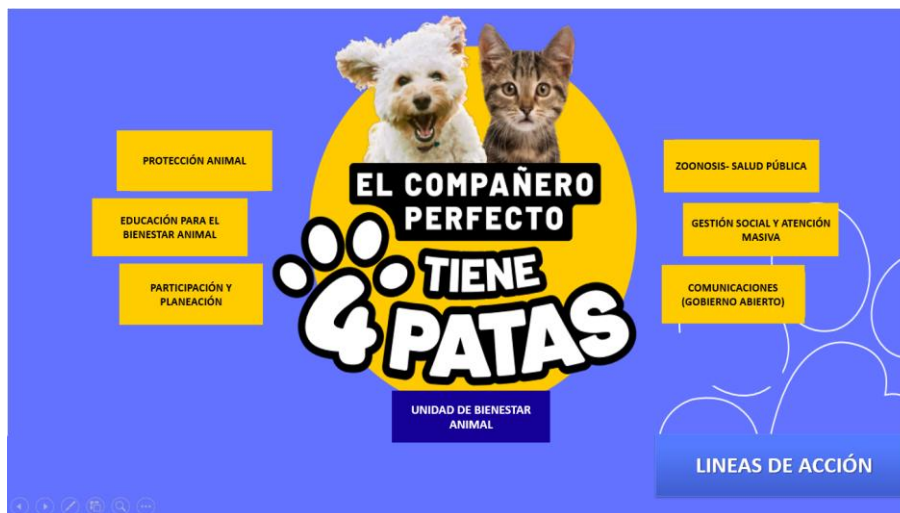 PROTECCIÓN ANIMAL
EDUCACIÓN PARA EL
BIENESTAR ANIMAL
PARTICIPACIÓN Y
PLANEACIÓN
EL COMPAÑERO
PERFECTO
TIENE
4 PATAS
UNIDAD DE BIENESTAR
ANIMAL
ZOONOSIS- SALUD PÚBLICA
GESTIÓN SOCIAL Y ATENCIÓN
MASIVA
COMUNICACIONES
(GOBIERNO ABIERTO)
LINEAS DE ACCIÓN